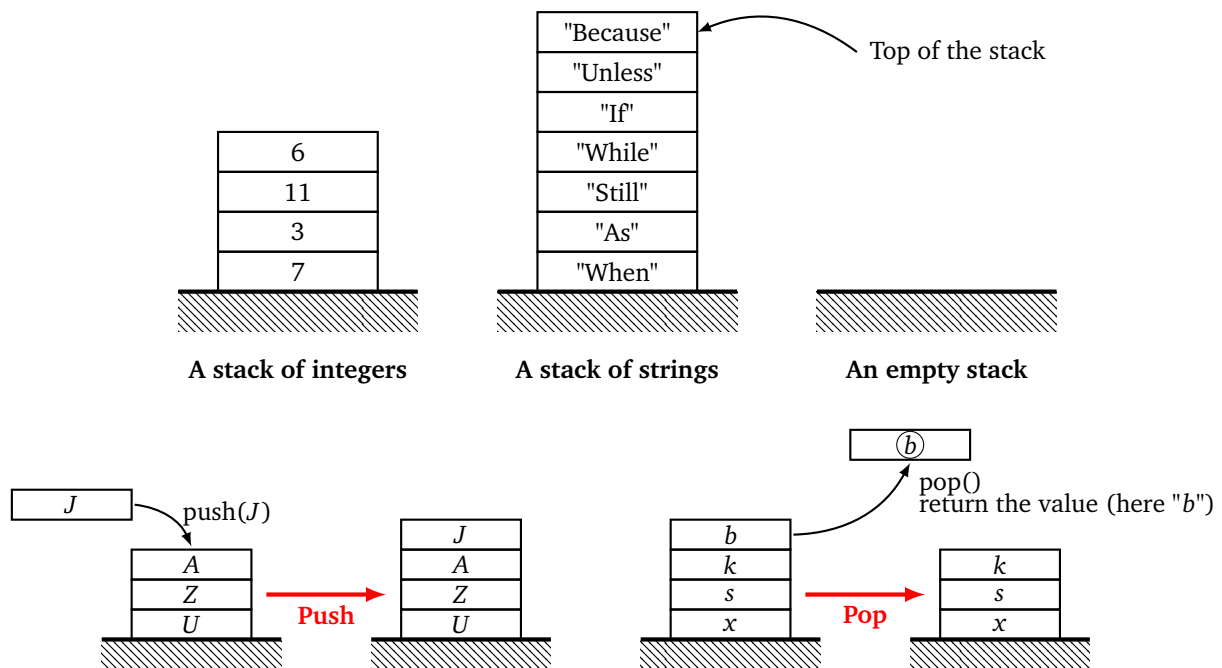 "Because"
"Unless"
"If"
"While"
"Still"
"As"
"When"
Top of the stack
6
11
3
7
A stack of integers
A stack of strings
An empty stack
J
push(J)
A
Z
U
Push
J
A
Z
U
b
k
s
x
b
pop()
return the value (here "b")
Pop
k
s
x